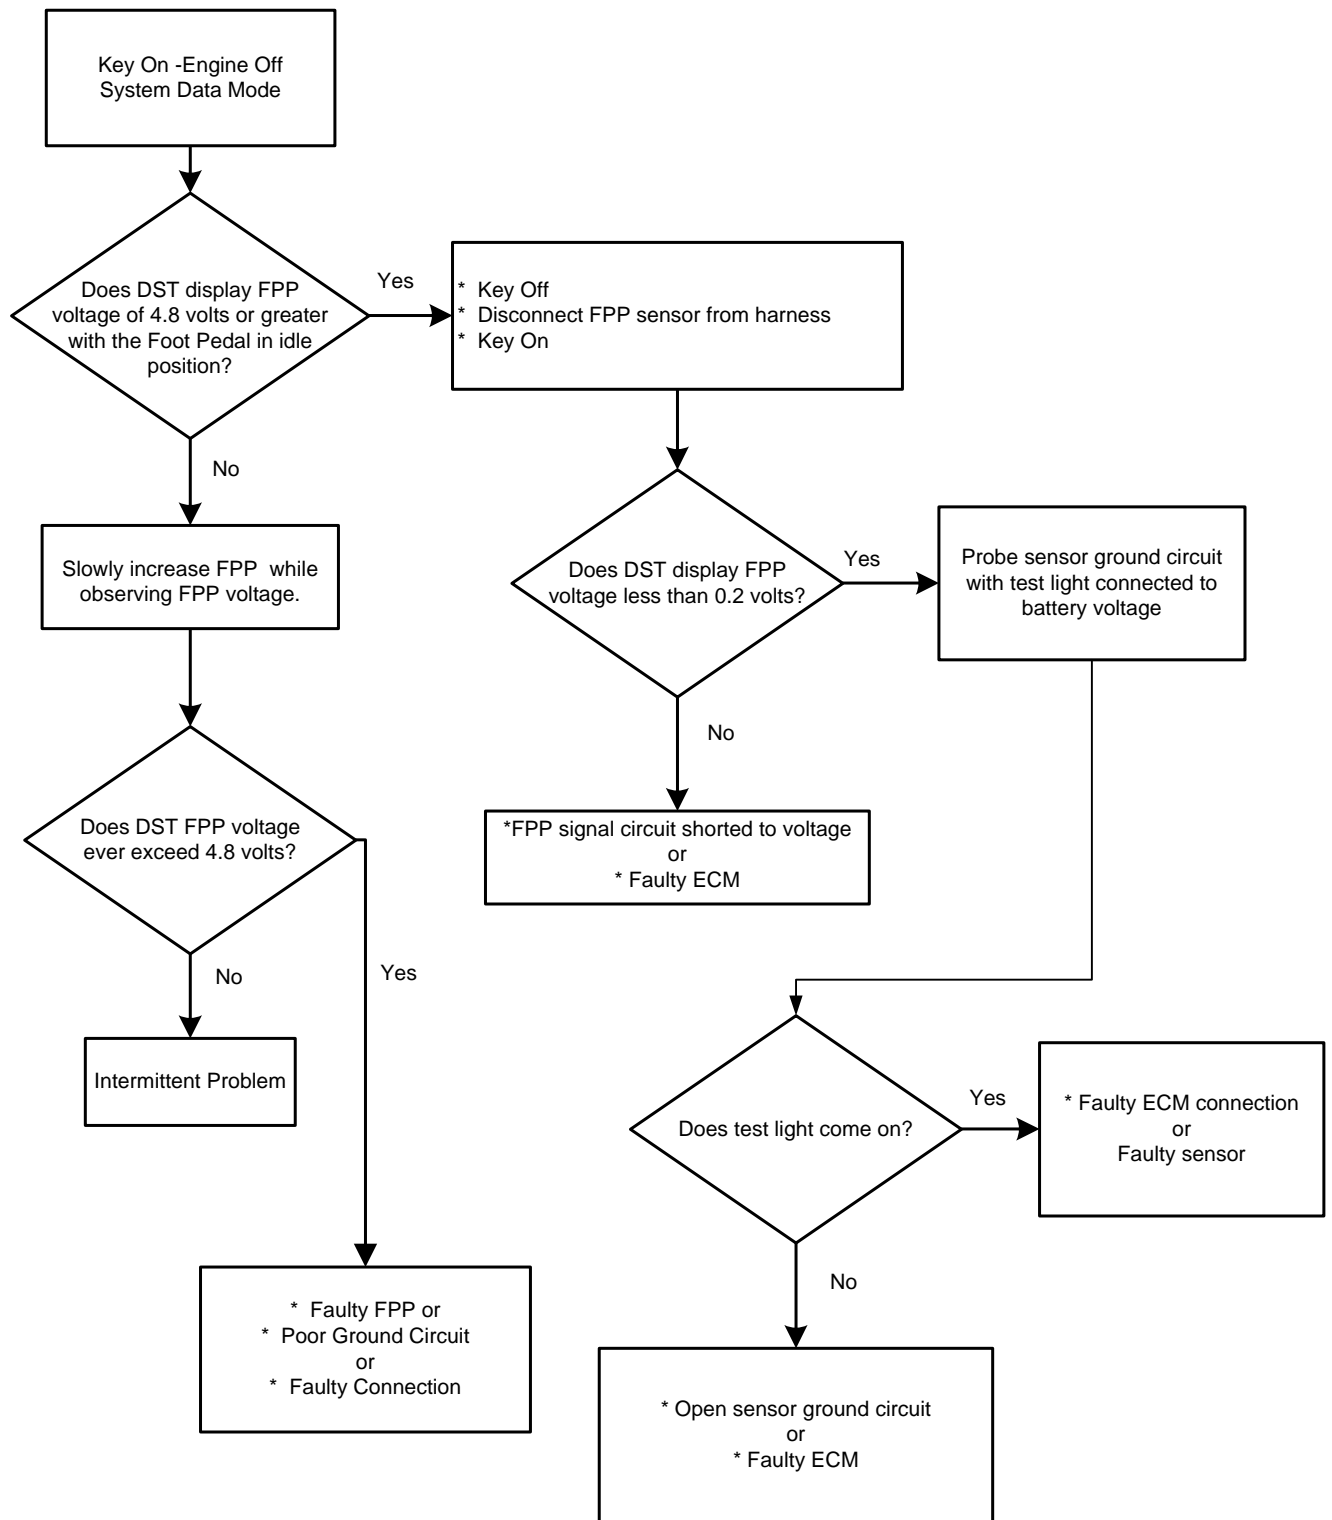 Key On -Engine Off
System Data Mode
Does DST display FPP
voltage of 4.8 volts or greater
with the Foot Pedal in idle
position?
Yes
* Key Off
* Disconnect FPP sensor from harness
* Key On
No
Slowly increase FPP while
observing FPP voltage.
Does DST display FPP
voltage less than 0.2 volts?
Yes
Probe sensor ground circuit
with test light connected to
battery voltage
No
*FPP signal circuit shorted to voltage
or
* Faulty ECM
Does DST FPP voltage
ever exceed 4.8 volts?
No
Yes
Intermittent Problem
Does test light come on?
Yes
* Faulty ECM connection
or
Faulty sensor
No
* Faulty FPP or
* Poor Ground Circuit
or
* Faulty Connection
* Open sensor ground circuit
or
* Faulty ECM